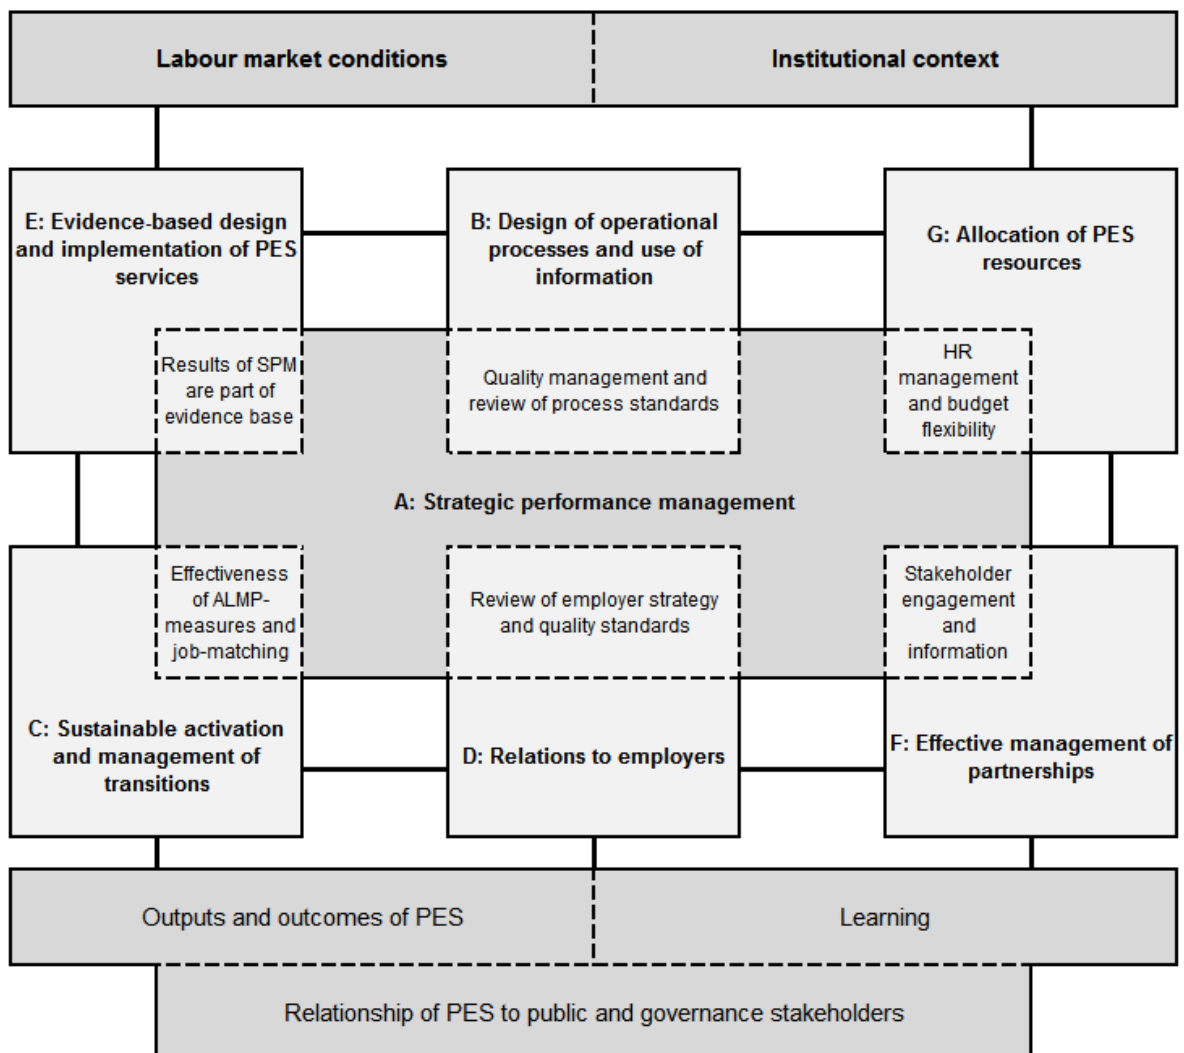 Labour market conditions
Institutional context
E: Evidence-based design
and implementation of PES
services
B: Design of operational
processes and use of
information
G: Allocation of PES
resources
Results of SPM
are part of
evidence base
Quality management and
review of process standards
HR
management
and budget
flexibility
A: Strategic performance management
Effectiveness
of ALMP-
measures and
job-matching
Review of employer strategy
and quality standards
Stakeholder
engagement
and
information
C: Sustainable activation
and management of
transitions
D: Relations to employers
F: Effective management of
partnerships
Outputs and outcomes of PES
Learning
Relationship of PES to public and governance stakeholders